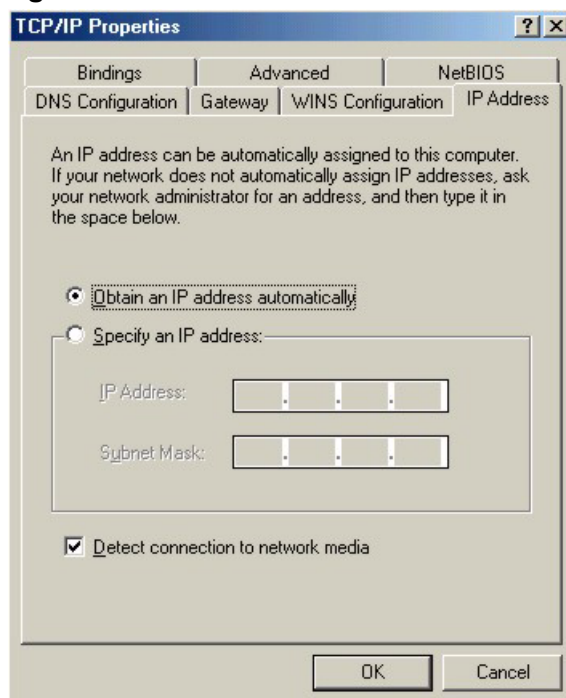 TCP/IP Properties
Bindings
Advanced
NetBIOS
DNS Configuration
Gateway
WINS Configuration
IP Address
An IP address can be automatically assigned to this computer.
If your network does not automatically assign IP addresses, ask
your network administrator for an address, and then type it in
the space below.
Obtain an IP address automatically
Specify an IP address:
IP Address:
Subnet Mask:
Detect connection to network media
OK
Cancel